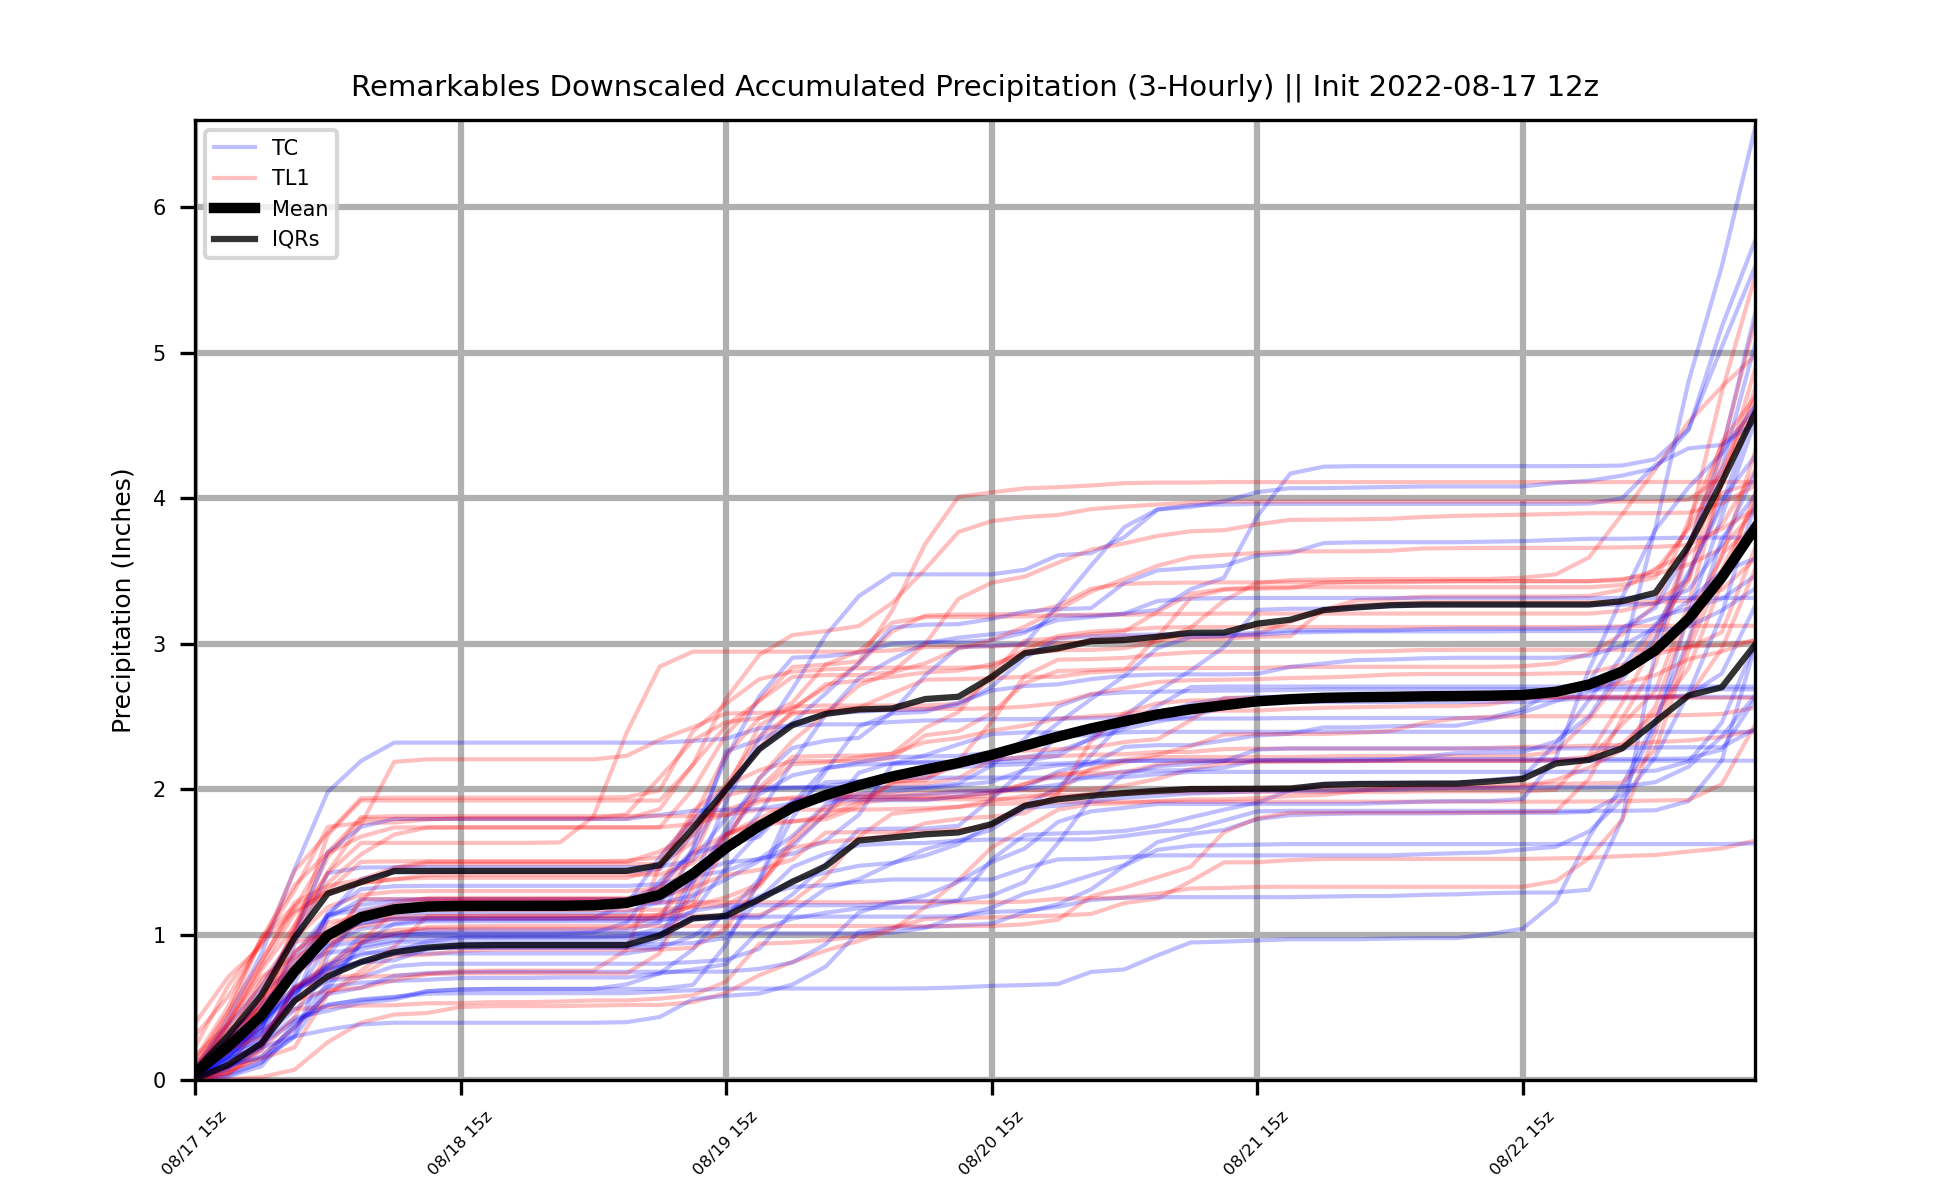 Remarkables Downscaled Accumulated Precipitation (3-Hourly) || Init 2022-08-17 12z
TC
TL1
Mean
IQRs
Precipitation (Inches)
6
5
4
3
2
1
0
08/17 15z
08/18 15z
08/19 15z
08/20 15z
08/21 15z
08/22 15z